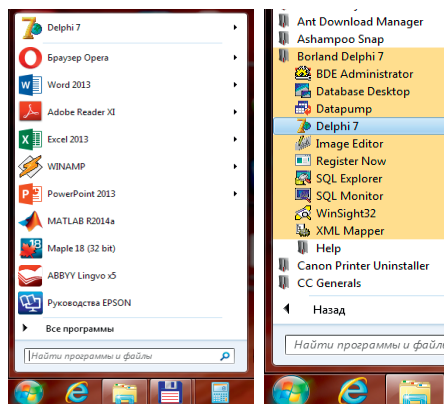 Delphi 7
Браузер Opera
Word 2013
Adobe Reader XI
Excel 2013
WINAMP
PowerPoint 2013
MATLAB R2014a
Maple 18 (32 bit)
ABBYY Lingvo x5
Руководства EPSON
Все программы
Найти программы и файлы
Ant Download Manager
Ashampoo Snap
Borland Delphi 7
BDE Administrator
Database Desktop
Datapump
Delphi 7
Image Editor
Register Now
SQL Explorer
SQL Monitor
WinSight32
XML Mapper
Help
Canon Printer Uninstaller
CC Generals
Назад
Найти программы и файл